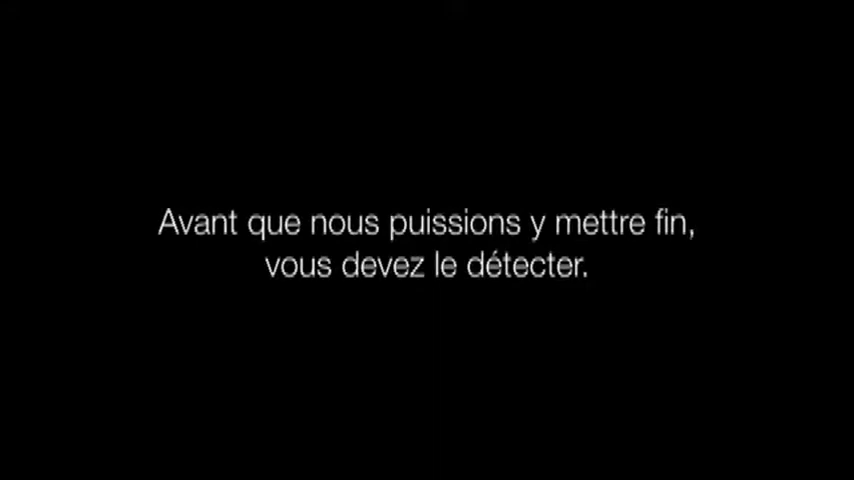 Avant que nous puissions y mettre fin,
vous devez le détecter.